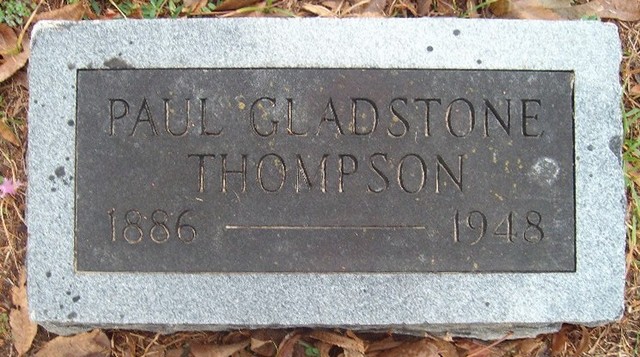 PAUL GLADSTONE
THOMPSON
1886 — 1948